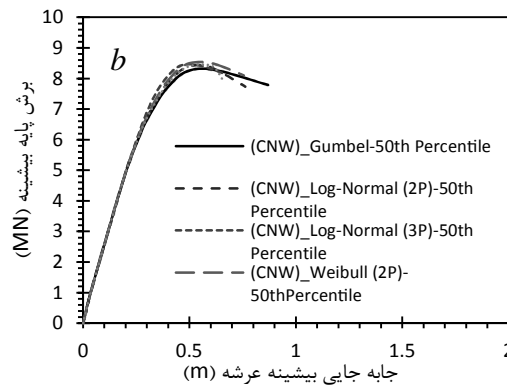 10
9
8
7
6
5
4
3
2
1
0
برش پایه بیشینه (MN)
b
(CNW)_Gumbel-50th Percentile
(CNW)_Log-Normal (2P)-50th
Percentile
(CNW)_Log-Normal (3P)-50th
Percentile
(CNW)_Weibull (2P)-
50thPercentile
0 0.5 1 1.5 2
جابه جایی بیشینه عرشه (m)